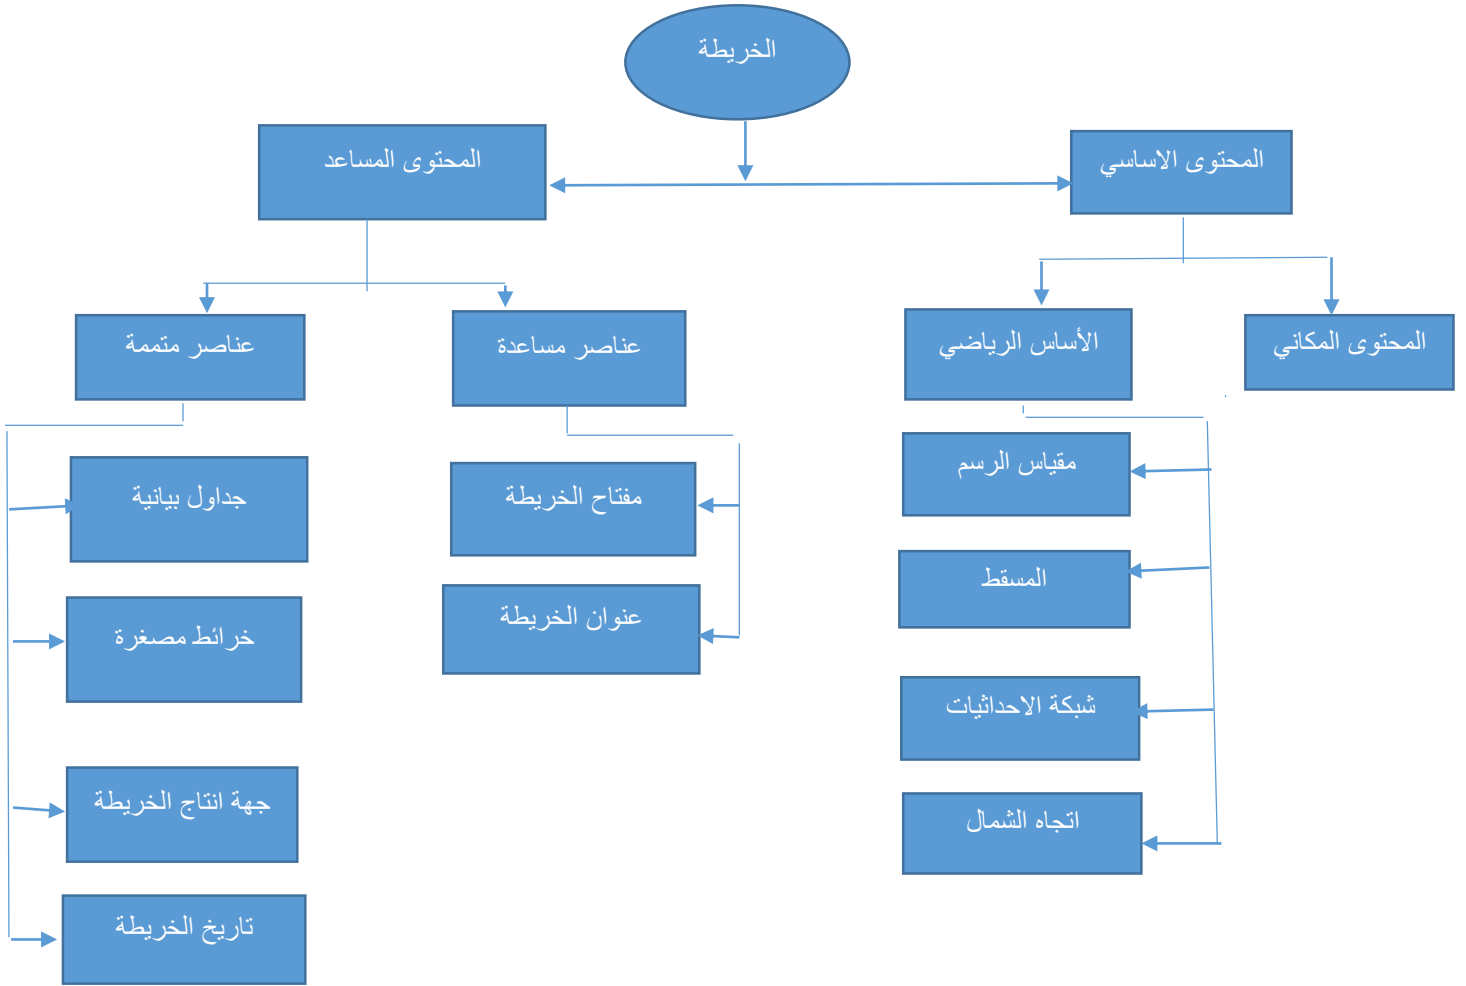 الخريطة
المحتوى الاساسي
المحتوى المساعد
المحتوى المكاني
الأساس الرياضي
عناصر مساعدة
عناصر متممة
مقياس الرسم
المسقط
شبكة الاحداثيات
اتجاه الشمال
مفتاح الخريطة
عنوان الخريطة
جداول بيانية
خرائط مصغرة
جهة انتاج الخريطة
تاريخ الخريطة